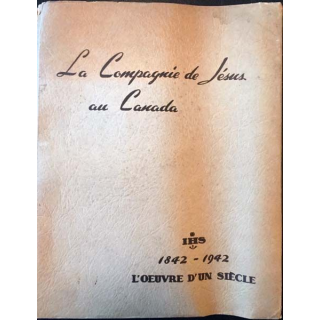 La Compagnie de Jésus
au Canada
IHS
1842 - 1942
L'OEUVRE D'UN SIÈCLE